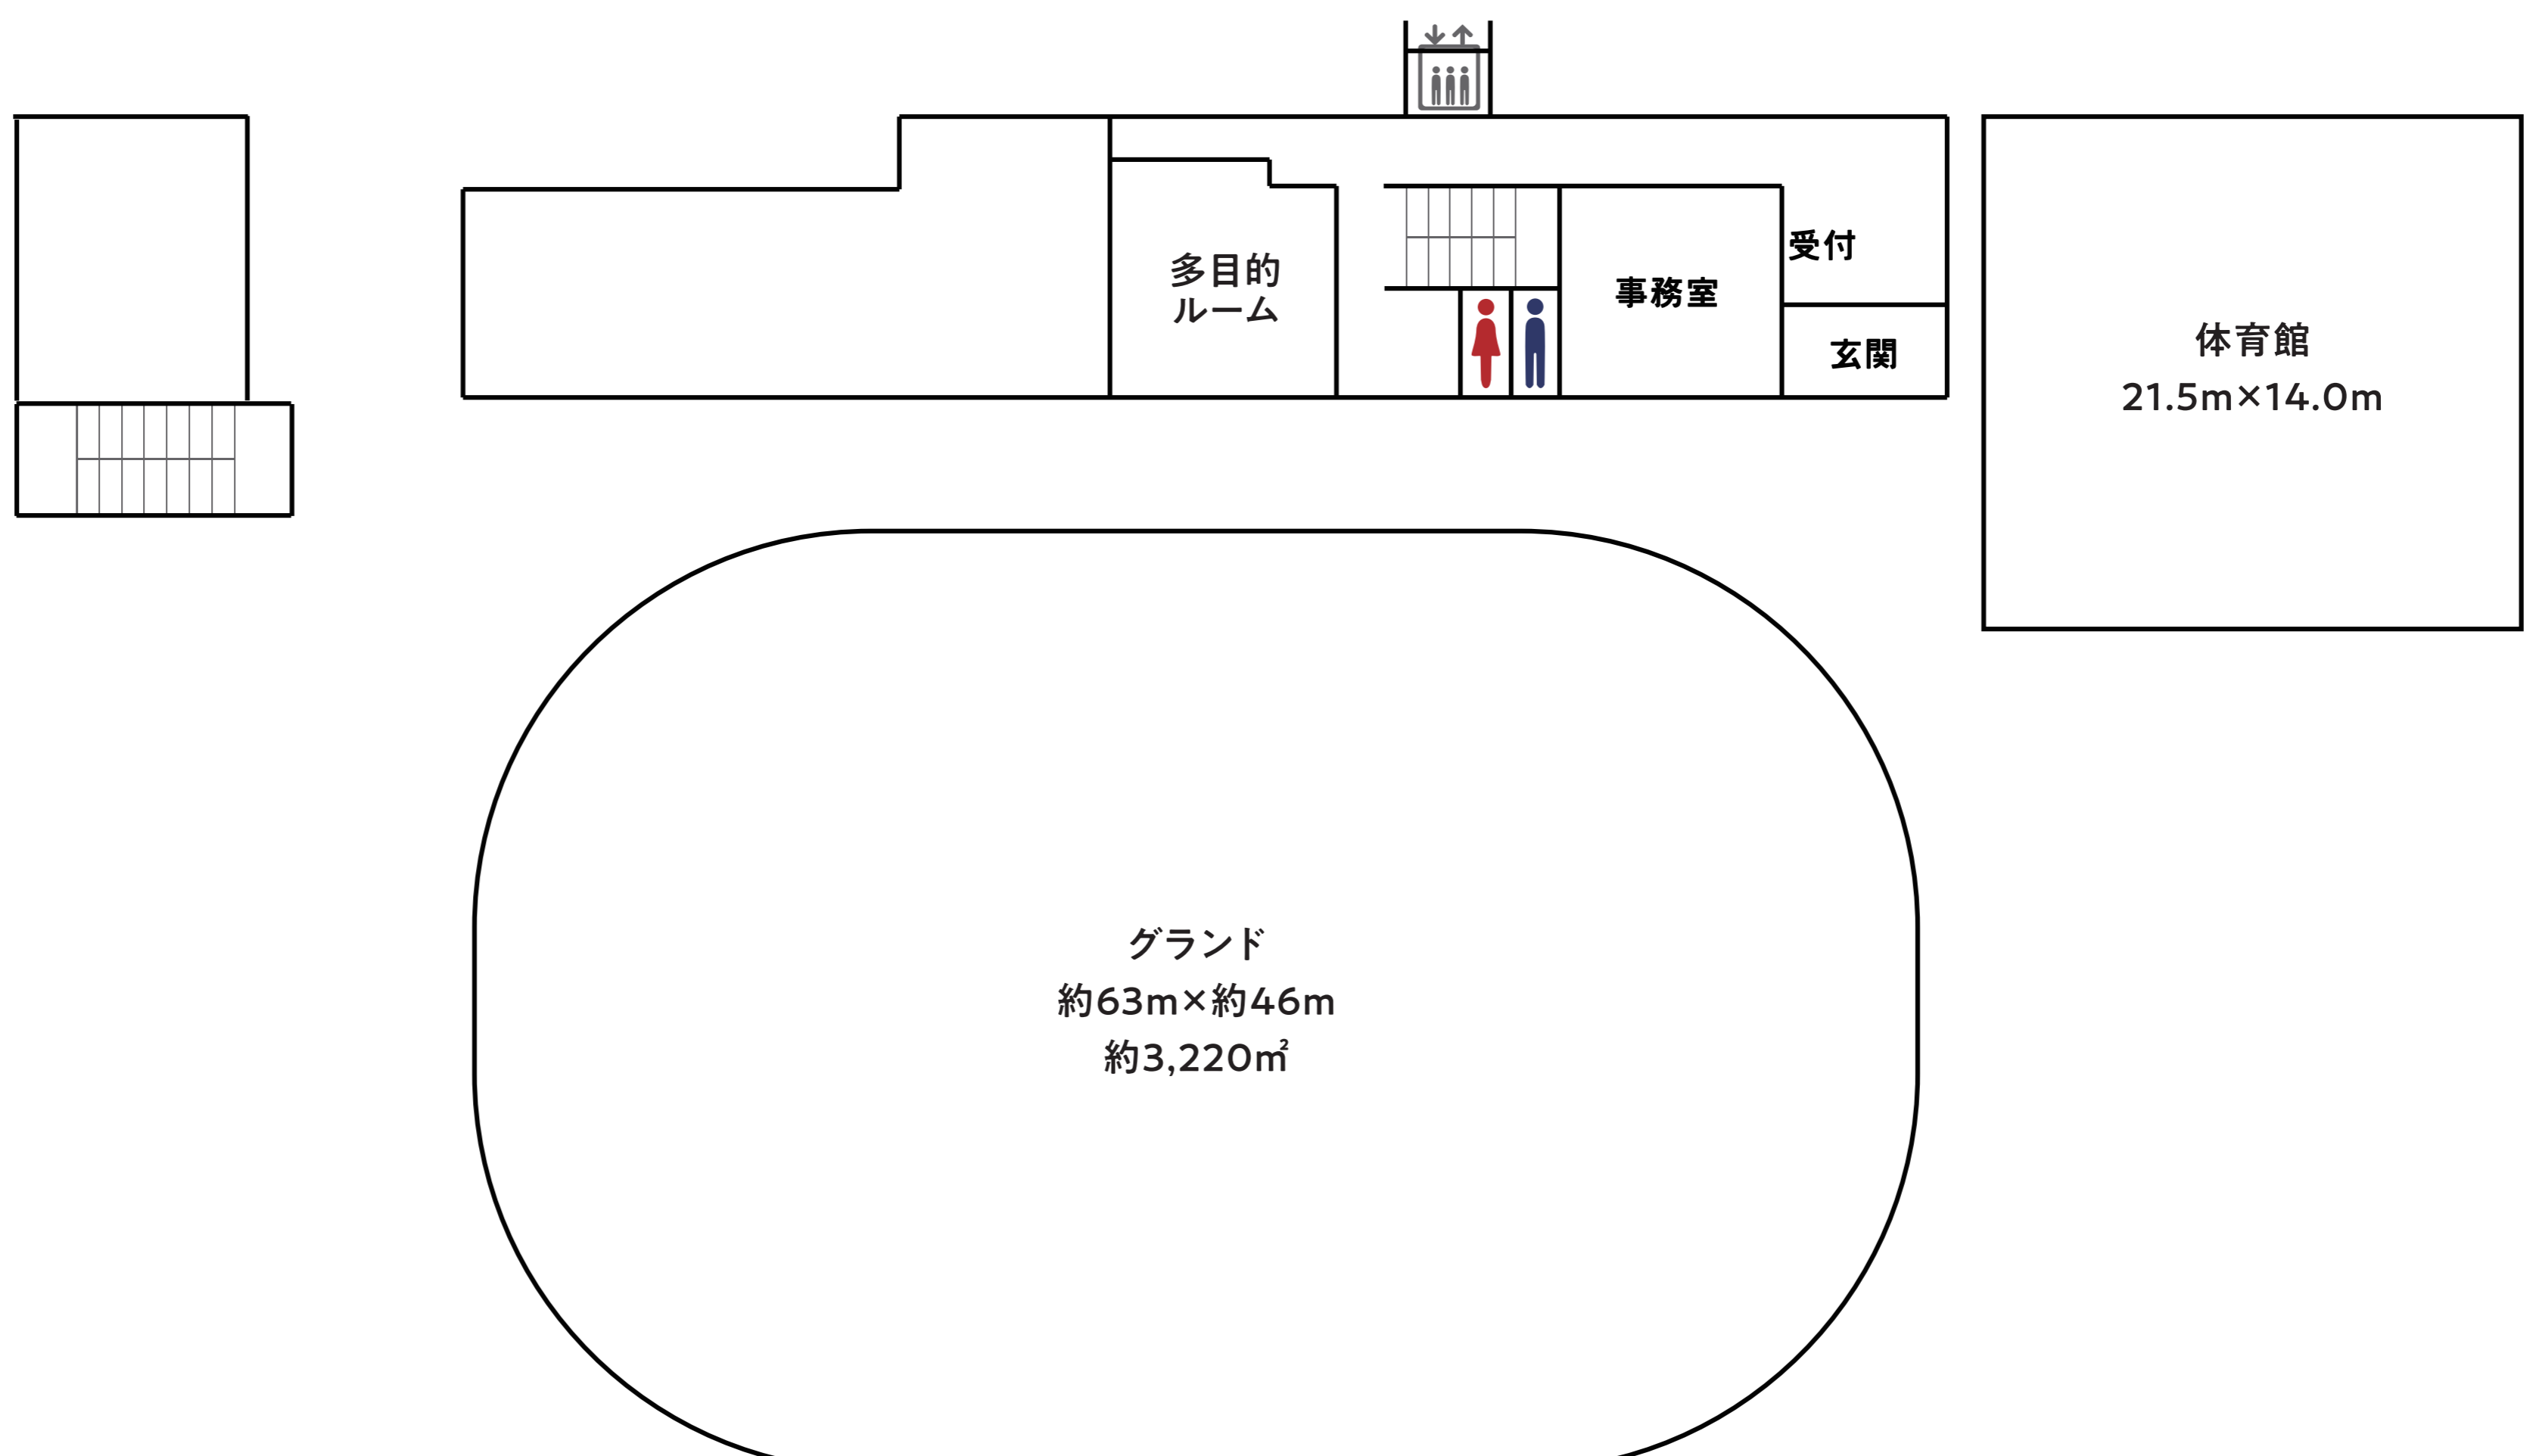 多目的
ルーム
受付
事務室
玄関
体育館
21.5m×14.0m
グランド
約63m×約46m
約3,220㎡